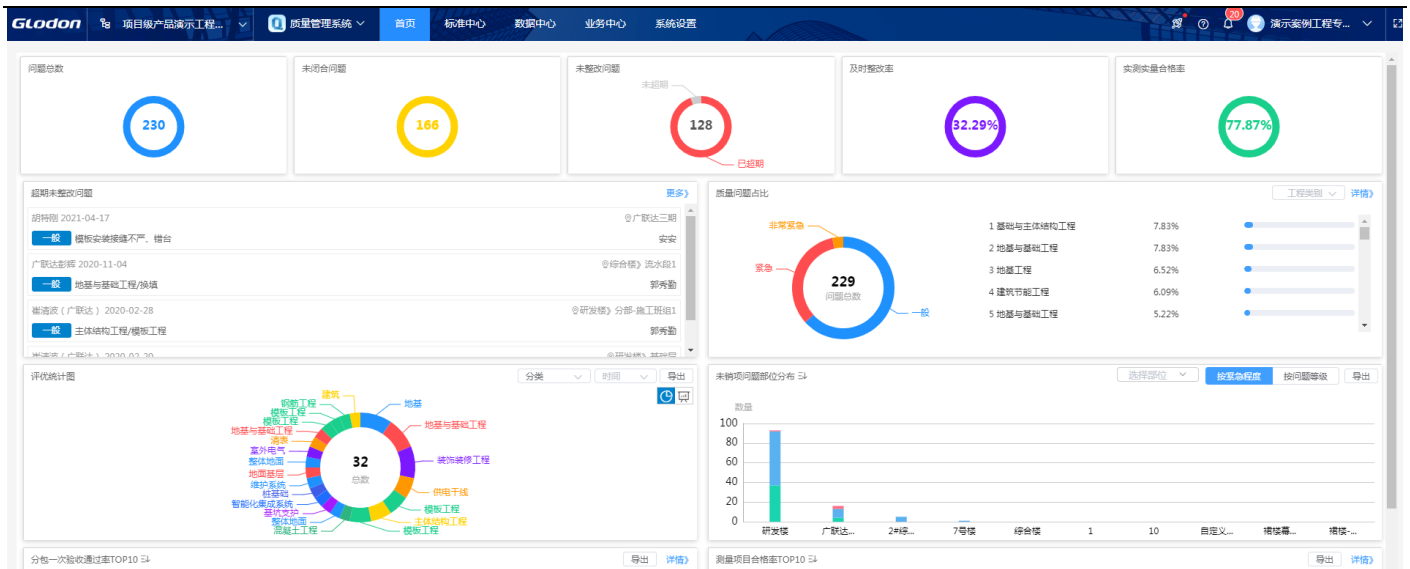 GLODON 项目级产品演示工程... 质量管理系统 首页 标准中心 数据中心 业务中心 系统设置 20 演示案例工程专...
问题总数 未闭合问题 未整改问题 及时整改率 实测实量合格率
未超期
230 166 128 32.29% 77.87%
已超期
超期未整改问题 更多》
胡特刚 2021-04-17 广联达三期
一般 模板安装接缝不严、错台 安安
广联达彭辉 2020-11-04 综合楼》流水段1
一般 地基与基础工程/换填 郭秀勤
崔清波(广联达) 2020-02-28 研发楼》分部-施工班组1
一般 主体结构工程/模板工程 郭秀勤
崔清波(广联达) 2020-02-20 研发楼》基础层
质量问题占比 工程类别 详情》
非常紧急
紧急
229
问题总数
一般
1 基础与主体结构工程 7.83%
2 地基与基础工程 7.83%
3 地基工程 6.52%
4 建筑节能工程 6.09%
5 地基与基础工程 5.22%
评优统计图 分类 时间 导出
建筑
钢筋工程
模板工程
模板工程
地基与基础工程
清表
室外电气
整体地面
地面基层
维护系统
桩基础
智能化集成系统
基坑支护
整体地面
混凝土工程
32
总数
地基
地基与基础工程
装饰装修工程
供电干线
模板工程
主体结构工程
模板工程
未销项问题部位分布 选择部位 按紧急程度 按问题等级 导出
数量
100
80
60
40
20
0
研发楼 广联达... 2#综... 7号楼 综合楼 1 10 自定义... 裙楼幕... 裙楼-...
分包一次验收通过率TOP10 导出 详情》
测量项目合格率TOP10 导出 详情》